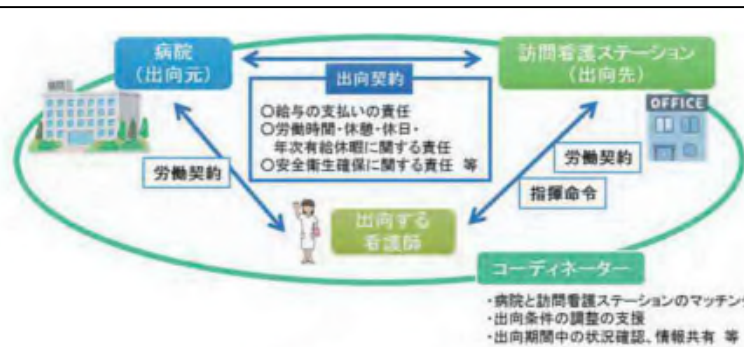 病院
(出向元)
訪問看護ステーション
(出向先)
出向契約
○給与の支払いの責任
○労働時間・休憩・休日・
年次有給休暇に関する責任
○安全衛生確保に関する責任 等
OFFICE
労働契約
労働契約
指揮命令
出向する
看護師
コーディネーター
・病院と訪問看護ステーションのマッチング
・出向条件の調整の支援
・出向期間中の状況確認、情報共有 等